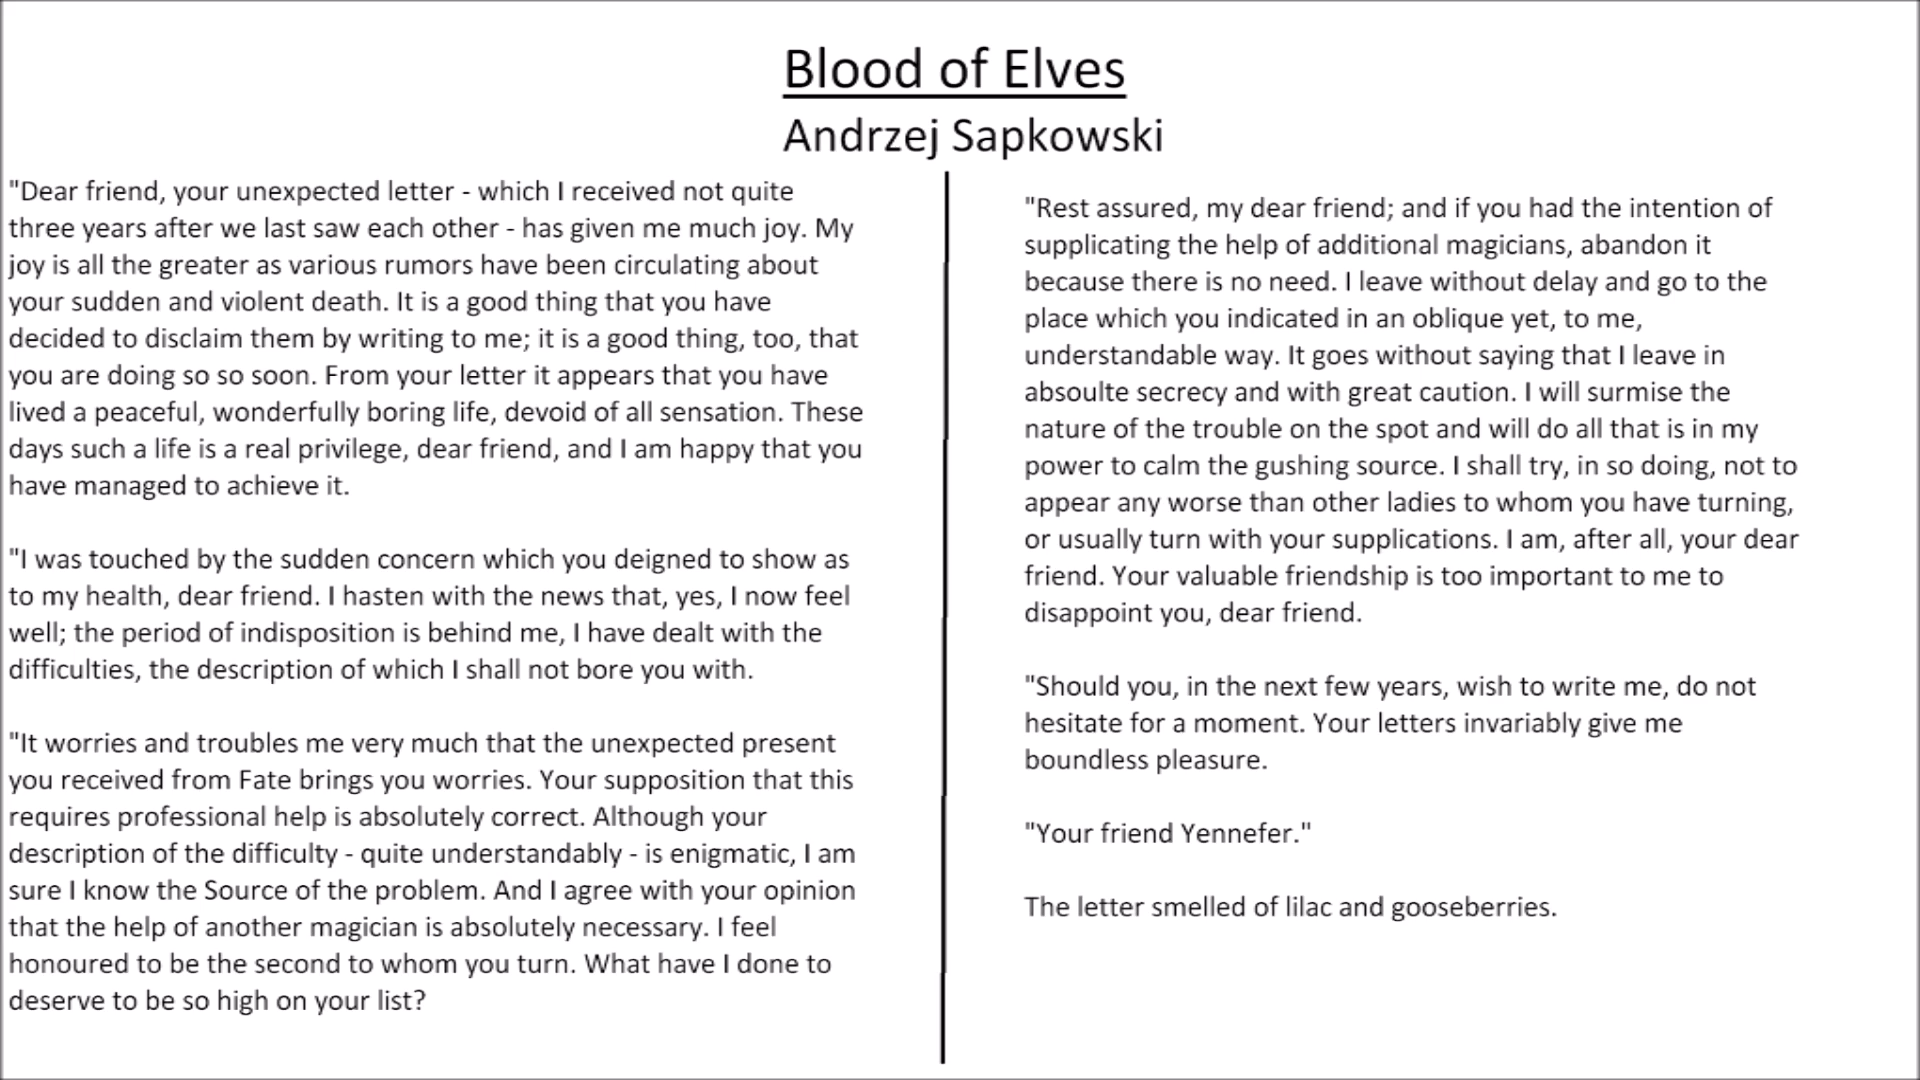 Blood of Elves
Andrzej Sapkowski
"Dear friend, your unexpected letter - which I received not quite
three years after we last saw each other - has given me much joy. My
joy is all the greater as various rumors have been circulating about
your sudden and violent death. It is a good thing that you have
decided to disclaim them by writing to me; it is a good thing, too, that
you are doing so so soon. From your letter it appears that you have
lived a peaceful, wonderfully boring life, devoid of all sensation. These
days such a life is a real privilege, dear friend, and I am happy that you
have managed to achieve it.
"I was touched by the sudden concern which you deigned to show as
to my health, dear friend. I hasten with the news that, yes, I now feel
well; the period of indisposition is behind me, I have dealt with the
difficulties, the description of which I shall not bore you with.
"It worries and troubles me very much that the unexpected present
you received from Fate brings you worries. Your supposition that this
requires professional help is absolutely correct. Although your
description of the difficulty - quite understandably - is enigmatic, I am
sure I know the Source of the problem. And I agree with your opinion
that the help of another magician is absolutely necessary. I feel
honoured to be the second to whom you turn. What have I done to
deserve to be so high on your list?
"Rest assured, my dear friend; and if you had the intention of
supplicating the help of additional magicians, abandon it
because there is no need. I leave without delay and go to the
place which you indicated in an oblique yet, to me,
understandable way. It goes without saying that I leave in
absoulte secrecy and with great caution. I will surmise the
nature of the trouble on the spot and will do all that is in my
power to calm the gushing source. I shall try, in so doing, not to
appear any worse than other ladies to whom you have turning,
or usually turn with your supplications. I am, after all, your dear
friend. Your valuable friendship is too important to me to
disappoint you, dear friend.
"Should you, in the next few years, wish to write me, do not
hesitate for a moment. Your letters invariably give me
boundless pleasure.
"Your friend Yennefer."
The letter smelled of lilac and gooseberries.